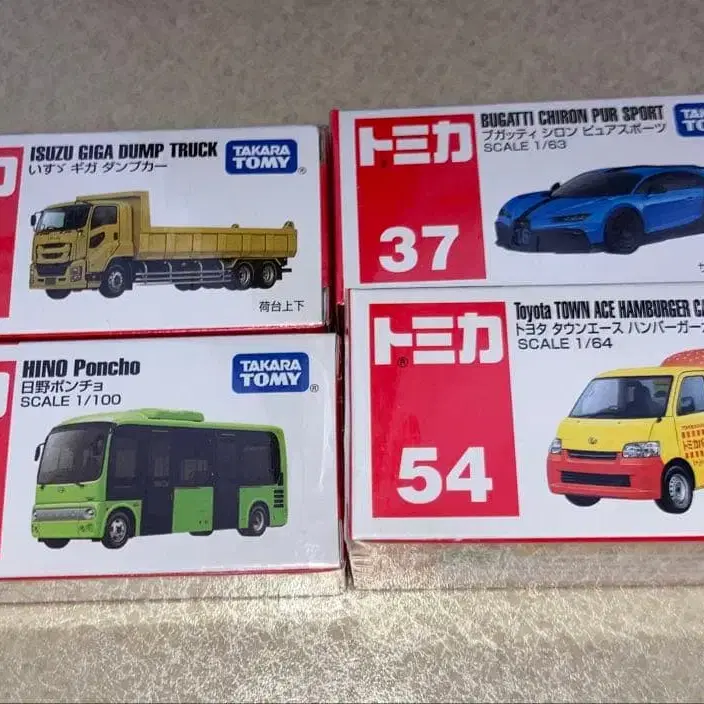 ISUZU GIGA DUMP TRUCK
いすゞ ギガ ダンプカー
TAKARA
TOMY
荷台上下
トミカ
37
BUGATTI CHIRON PUR SPORT
ブガッティ シロン ピュアスポーツ
SCALE 1/63
HINO Poncho
日野ポンチョ
SCALE 1/100
TAKARA
TOMY
トミカ
54
Toyota TOWN ACE HAMBURGER
トヨタ タウンエース ハンバーガー
SCALE 1/64